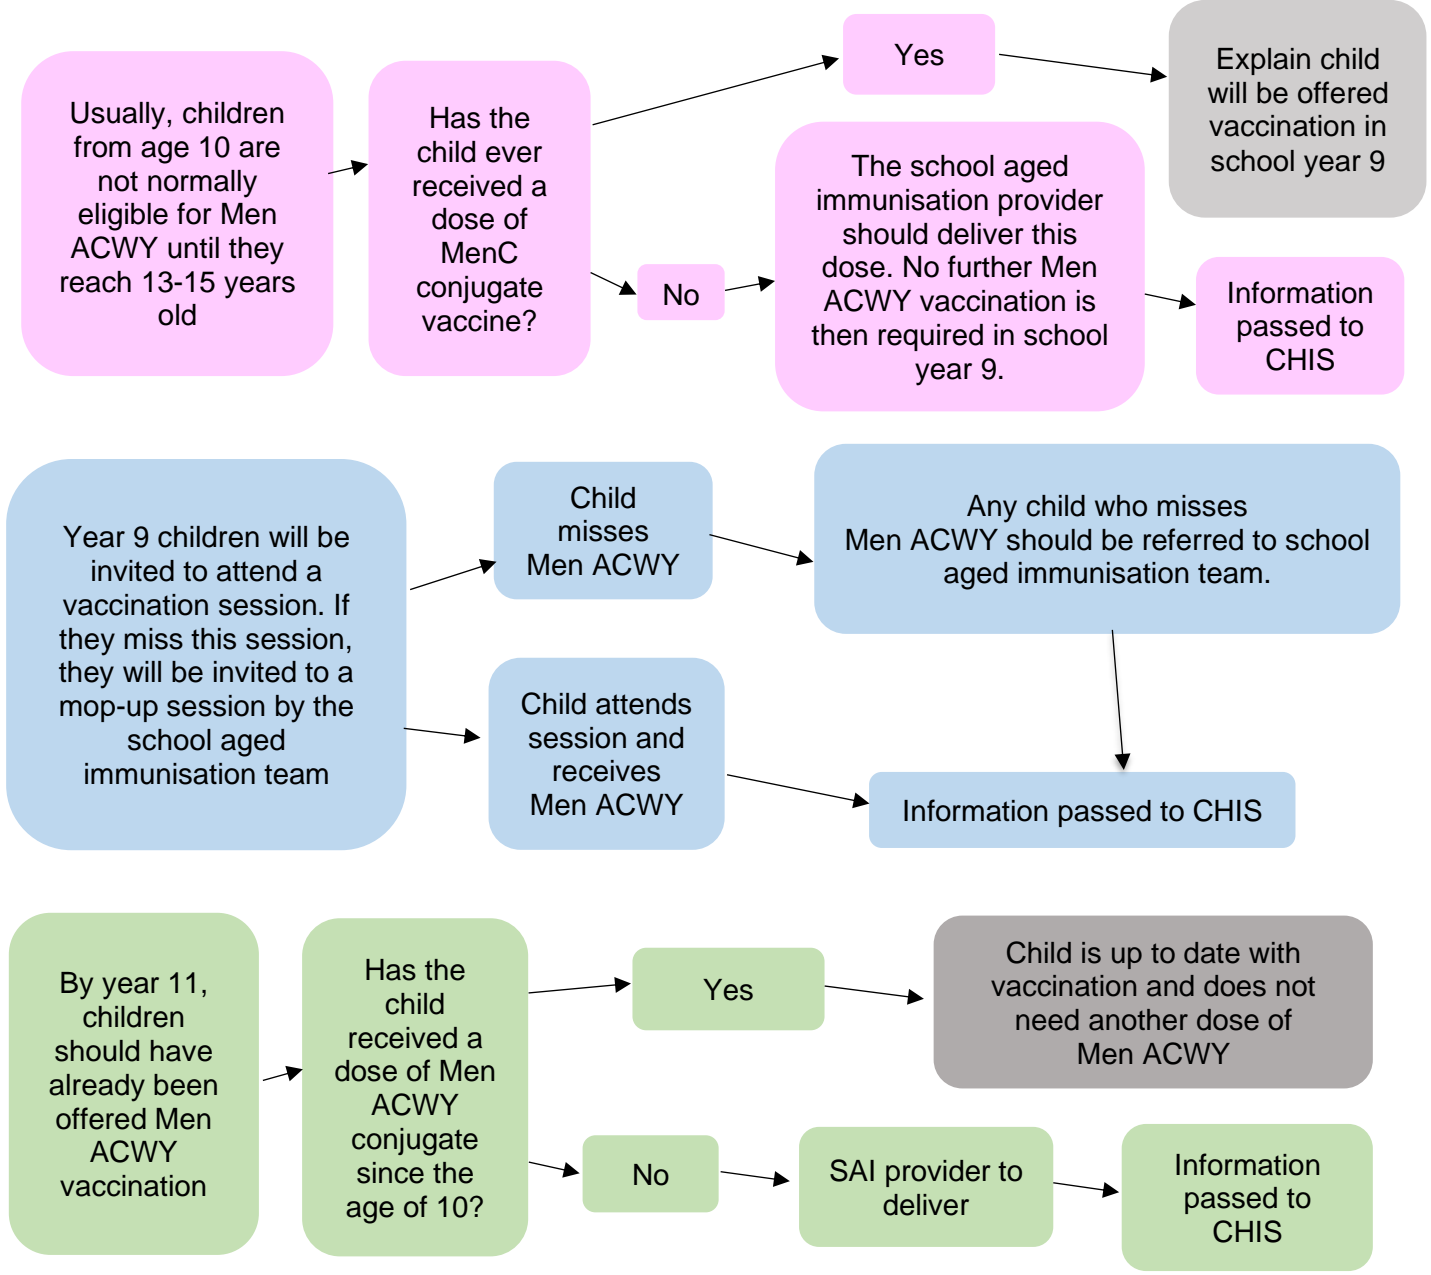 Usually, children
from age 10 are
not normally
eligible for Men
ACWY until they
reach 13-15 years
old
Has the
child ever
received a
dose of
MenC
conjugate
vaccine?
Yes
Explain child
will be offered
vaccination in
school year 9
No
The school aged
immunisation provider
should deliver this
dose. No further Men
ACWY vaccination is
then required in school
year 9.
Information
passed to
CHIS
Year 9 children will be
invited to attend a
vaccination session. If
they miss this session,
they will be invited to a
mop-up session by the
school aged
immunisation team
Child
misses
Men ACWY
Any child who misses
Men ACWY should be referred to school
aged immunisation team.
Child attends
session and
receives
Men ACWY
Information passed to CHIS
By year 11,
children
should have
already been
offered Men
ACWY
vaccination
Has the
child
received a
dose of Men
ACWY
conjugate
since the
age of 10?
Yes
Child is up to date with
vaccination and does not
need another dose of
Men ACWY
No
SAI provider to
deliver
Information
passed to
CHIS